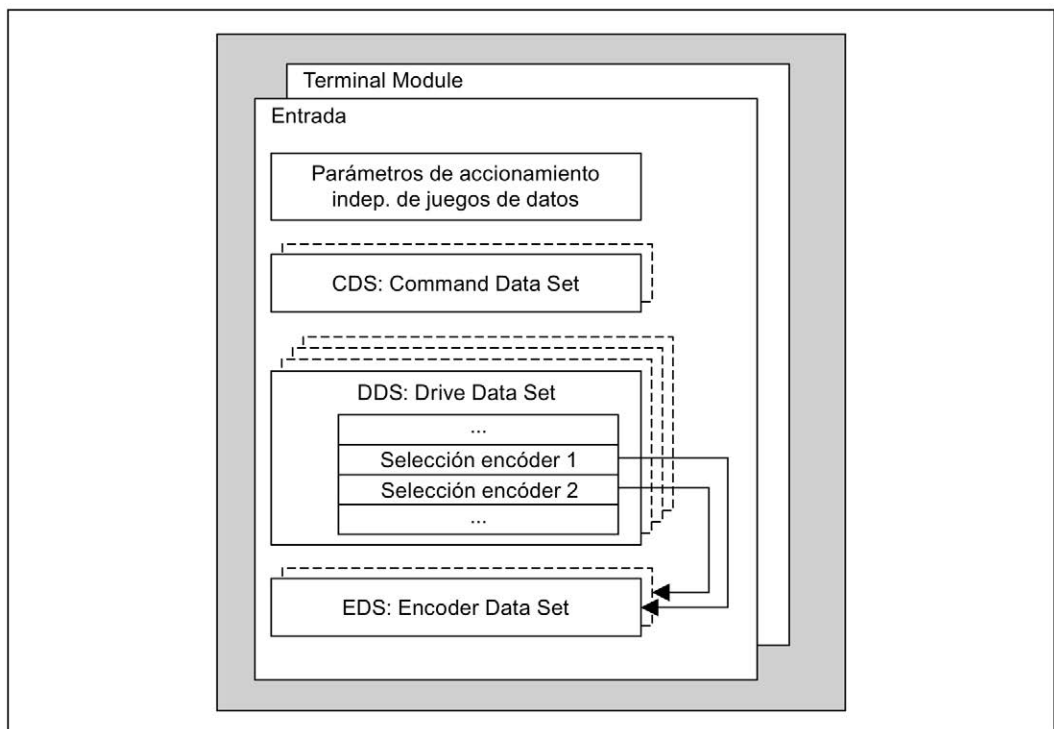 Terminal Module
Entrada
Parámetros de accionamiento
indep. de juegos de datos
CDS: Command Data Set
DDS: Drive Data Set
...
Selección encóder 1
Selección encóder 2
...
EDS: Encoder Data Set